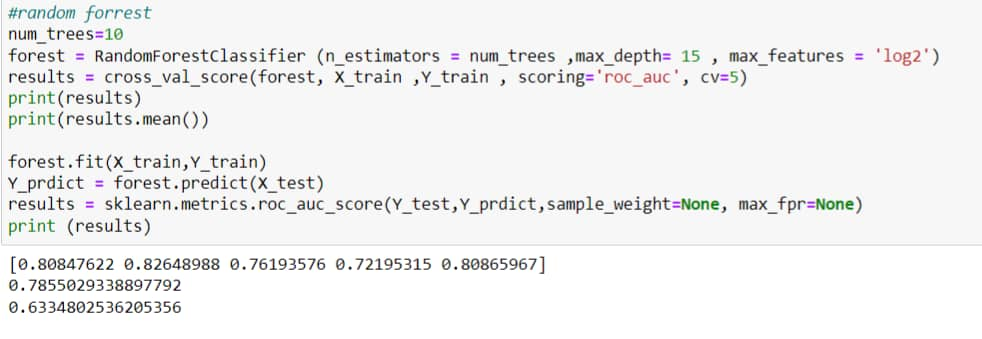 #random forrest
num_trees=10
forest = RandomForestClassifier (n_estimators = num_trees ,max_depth= 15 , max_features = 'log2')
results = cross_val_score(forest, X_train ,Y_train , scoring='roc_auc', cv=5)
print(results)
print(results.mean())
forest.fit(X_train,Y_train)
Y_prdict = forest.predict(X_test)
results = sklearn.metrics.roc_auc_score(Y_test,Y_prdict,sample_weight=None, max_fpr=None)
print (results)
[0.80847622 0.82648988 0.76193576 0.72195315 0.80865967]
0.7855029338897792
0.6334802536205356